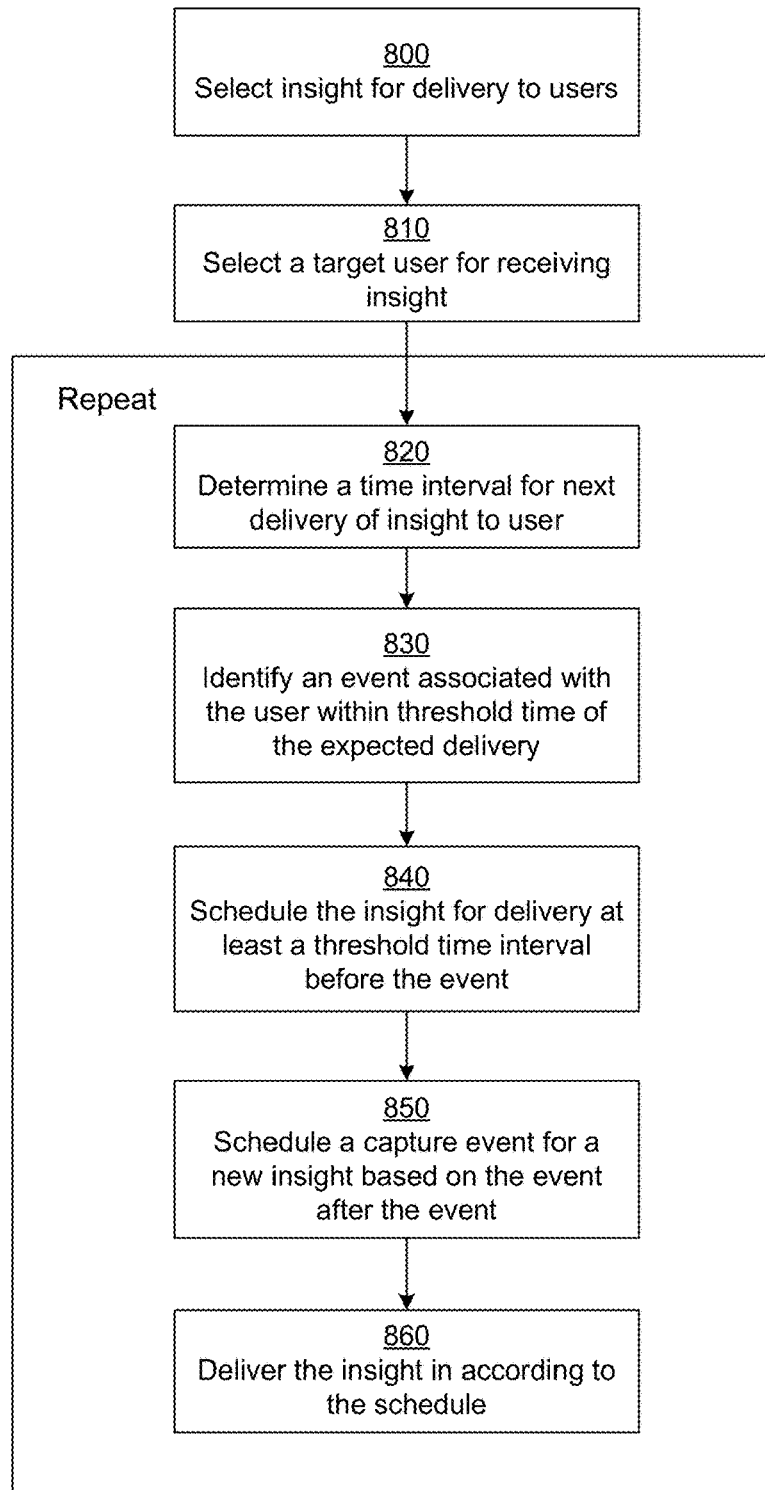 800
Select insight for delivery to users
810
Select a target user for receiving
insight
Repeat
820
Determine a time interval for next
delivery of insight to user
830
Identify an event associated with
the user within threshold time of
the expected delivery
840
Schedule the insight for delivery at
least a threshold time interval
before the event
850
Schedule a capture event for a
new insight based on the event
after the event
860
Deliver the insight in according to
the schedule